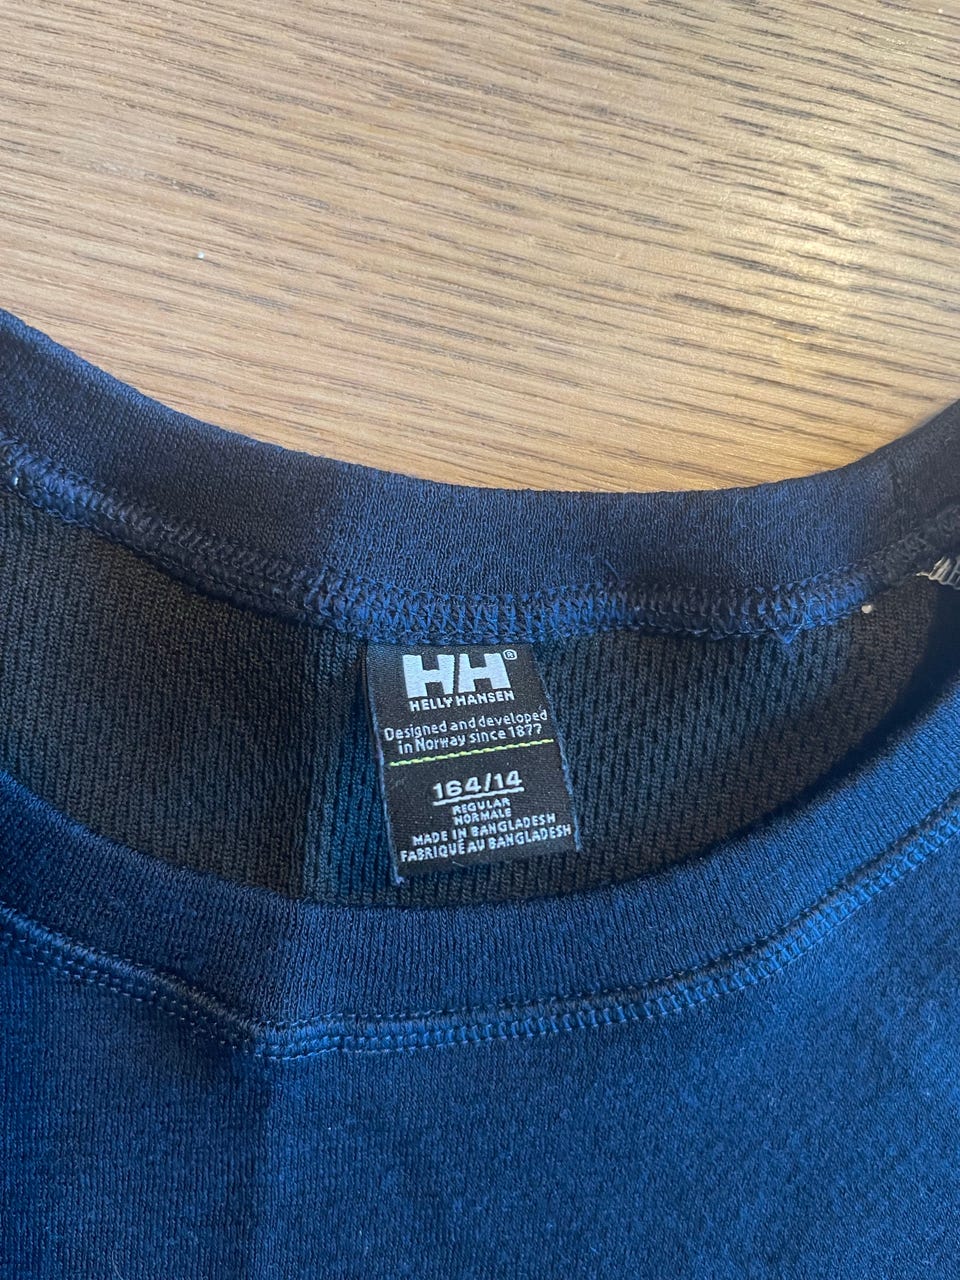 HH®
HELLY HANSEN
Designed and developed
in Norway since 1877
164/14
REGULAR
NORMALE
MADE IN BANGLADESH
FABRIQUÉ AU BANGLADESH